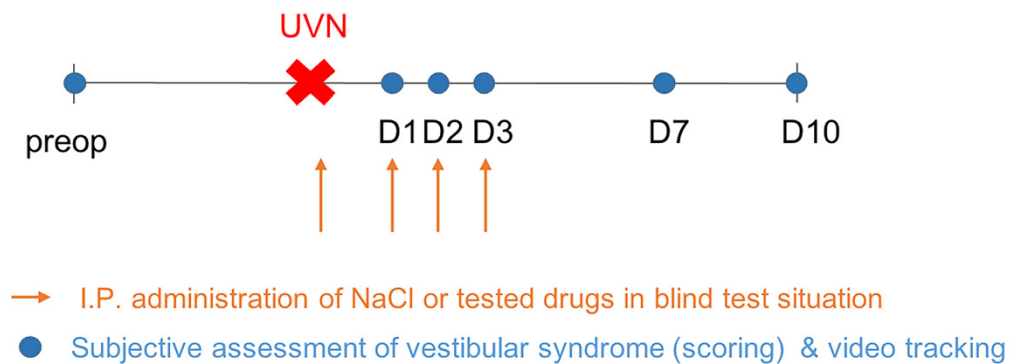 UVN
preop
D1 D2 D3 D7 D10
I.P. administration of NaCl or tested drugs in blind test situation
Subjective assessment of vestibular syndrome (scoring) & video tracking